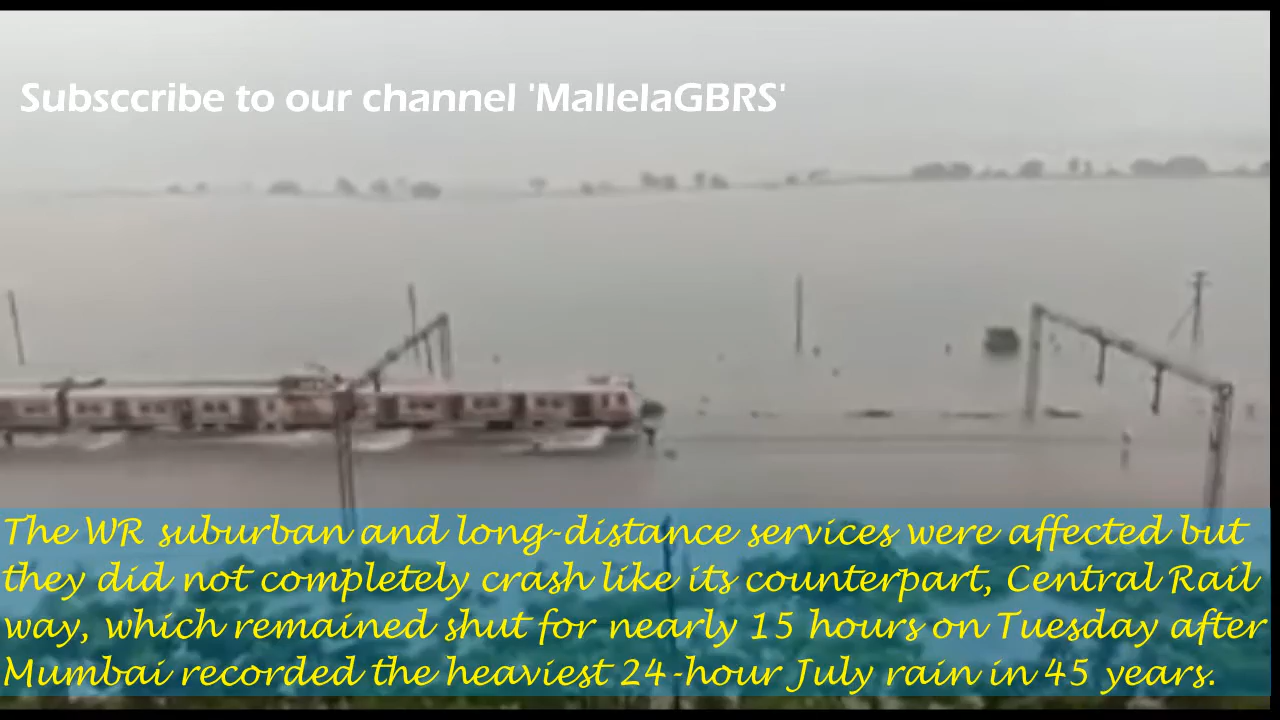 Subsccribe to our channel 'MallelaGBRS'
The WR suburban and long-distance services were affected but
they did not completely crash like its counterpart, Central Rail
way, which remained shut for nearly 15 hours on Tuesday after
Mumbai recorded the heaviest 24-hour July rain in 45 years.